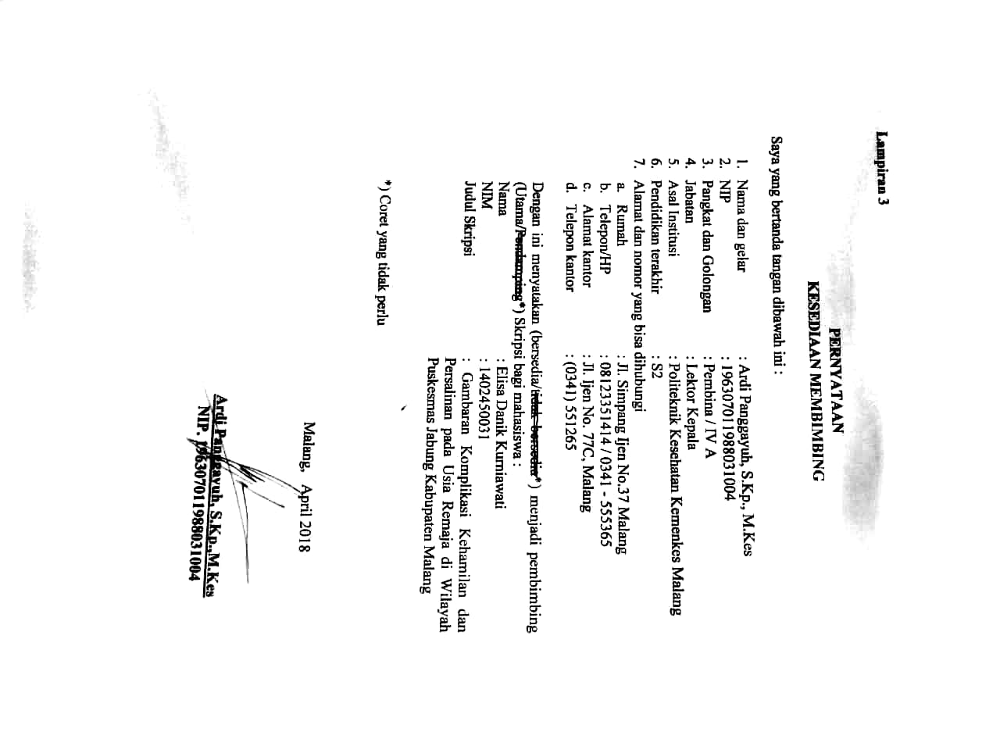 Lampiran 3
PERNYATAAN
KESEDIAAN MEMBIMBING
Saya yang bertanda tangan dibawah ini :
1. Nama dan gelar : Ardi Panggayuh, S.Kp., M.Kes
2. NIP : 196307011988031004
3. Pangkat dan Golongan : Pembina / IV A
4. Jabatan : Lektor Kepala
5. Asal Institusi : Politeknik Kesehatan Kemenkes Malang
6. Pendidikan terakhir : S2
7. Alamat dan nomor yang bisa dihubungi
a. Rumah : Jl. Simpang Ijen No.37 Malang
b. Telepon/HP : 08123351414 / 0341 - 555365
c. Alamat kantor : Jl. Ijen No. 77C, Malang
d. Telepon kantor : (0341) 551265
Dengan ini menyatakan (bersedia/tidak bersedia*) menjadi pembimbing
(Utama/Pendamping*) Skripsi bagi mahasiswa :
Nama : Elisa Danik Kurniawati
NIM : 1402450031
Judul Skripsi : Gambaran Komplikasi Kehamilan dan
Persalinan pada Usia Remaja di Wilayah
Puskesmas Jabung Kabupaten Malang
*) Coret yang tidak perlu
Malang, April 2018
Ardi Panggayuh, S.Kp.,M.Kes
NIP. 196307011988031004